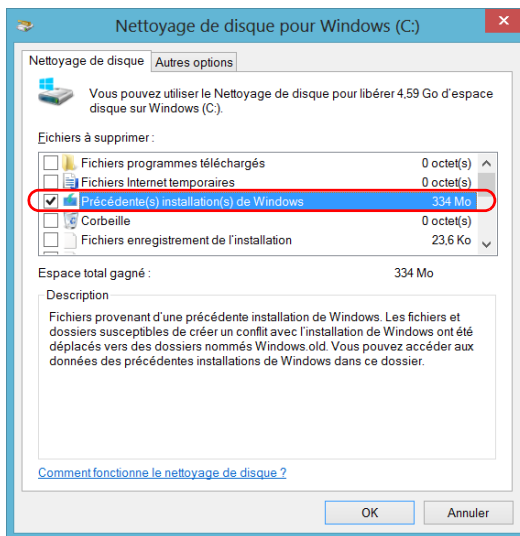 Nettoyage de disque pour Windows (C:)
Nettoyage de disque Autres options
Vous pouvez utiliser le Nettoyage de disque pour libérer 4,59 Go d'espace
disque sur Windows (C:).
Fichiers à supprimer :
Fichiers programmes téléchargés 0 octet(s)
Fichiers Internet temporaires 0 octet(s)
Précédente(s) installation(s) de Windows 334 Mo
Corbeille 0 octet(s)
Fichiers enregistrement de l'installation 23,6 Ko
Espace total gagné : 334 Mo
Description
Fichiers provenant d'une précédente installation de Windows. Les fichiers et
dossiers susceptibles de créer un conflit avec l'installation de Windows ont été
déplacés vers des dossiers nommés Windows.old. Vous pouvez accéder aux
données des précédentes installations de Windows dans ce dossier.
Comment fonctionne le nettoyage de disque ?
OK Annuler